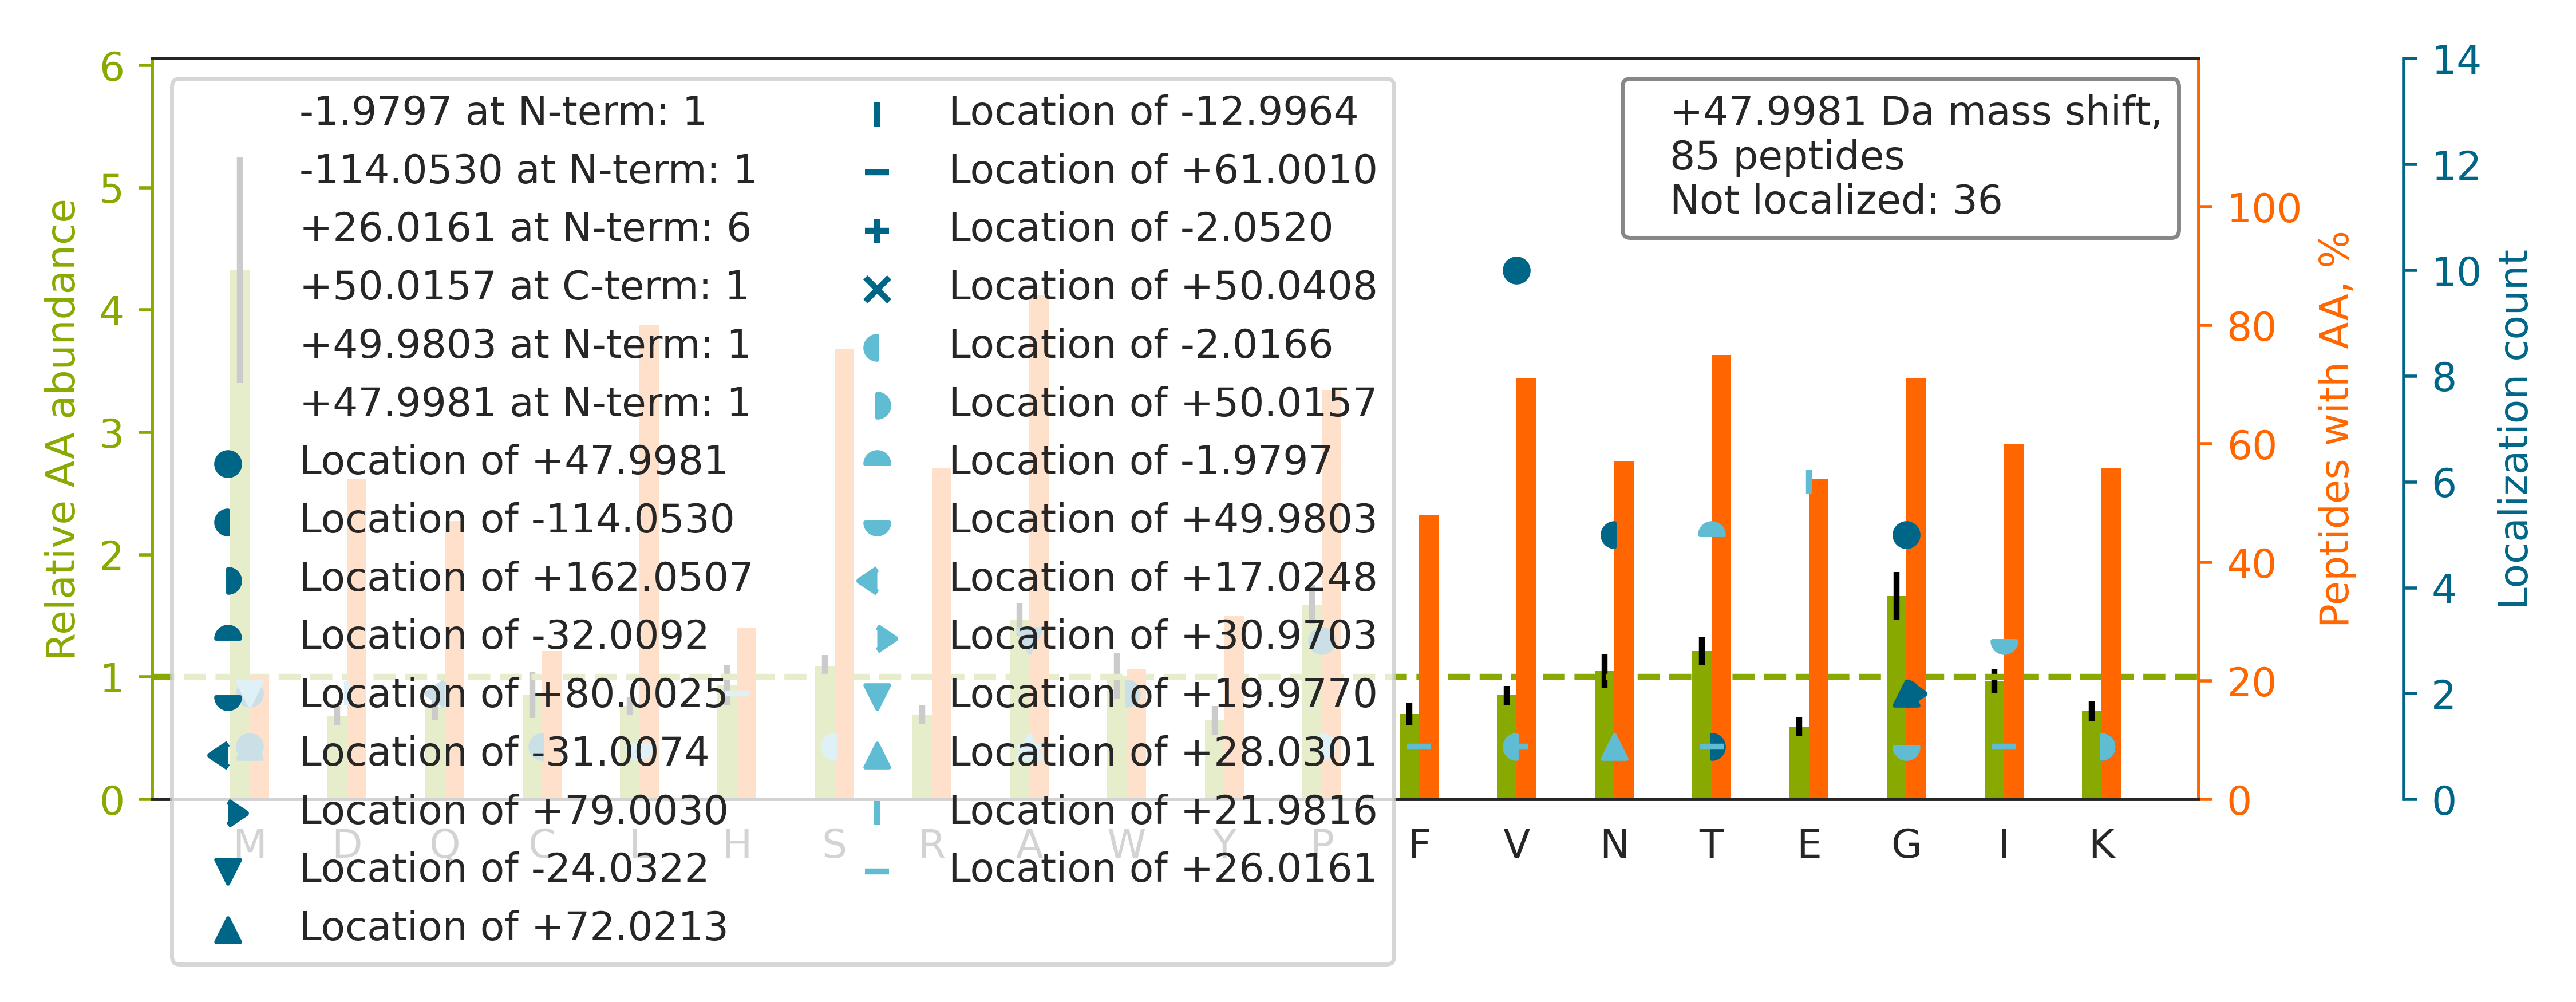 6
5
4
3
2
1
0
Relative AA abundance
-1.9797 at N-term: 1
-114.0530 at N-term: 1
+26.0161 at N-term: 6
+50.0157 at C-term: 1
+49.9803 at N-term: 1
+47.9981 at N-term: 1
Location of +47.9981
Location of -114.0530
Location of +162.0507
Location of -32.0092
Location of +80.0025
Location of -31.0074
Location of +79.0030
Location of -24.0322
Location of +72.0213
Location of -12.9964
Location of +61.0010
Location of -2.0520
Location of +50.0408
Location of -2.0166
Location of +50.0157
Location of -1.9797
Location of +49.9803
Location of +17.0248
Location of +30.9703
Location of +19.9770
Location of +28.0301
Location of +21.9816
Location of +26.0161
+47.9981 Da mass shift,
85 peptides
Not localized: 36
M D Q C L H S R A W Y P F V N T E G I K
100
80
60
40
20
0
Peptides with AA, %
14
12
10
8
6
4
2
0
Localization count